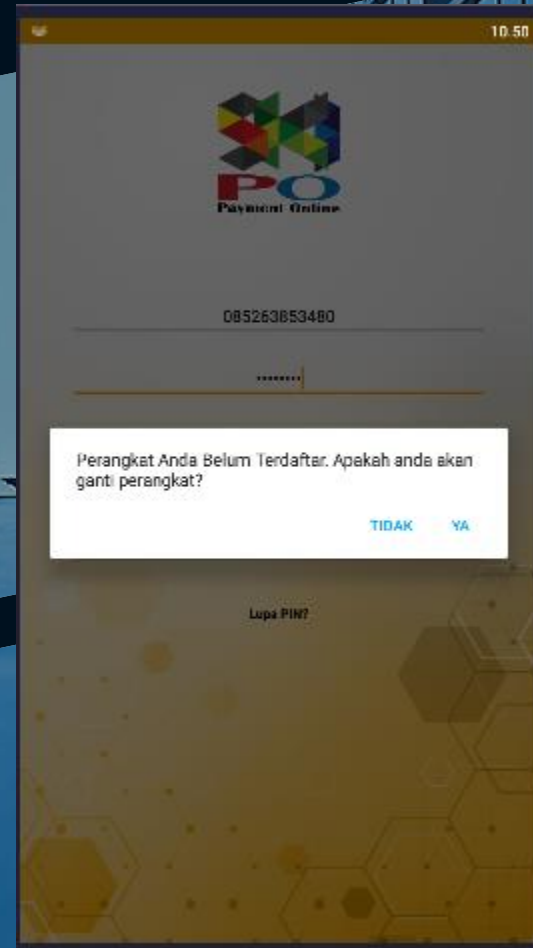 10.50
PO
Payment Online
085263853480
Perangkat Anda Belum Terdaftar. Apakah anda akan
ganti perangkat?
TIDAK YA
Lupa PIN?